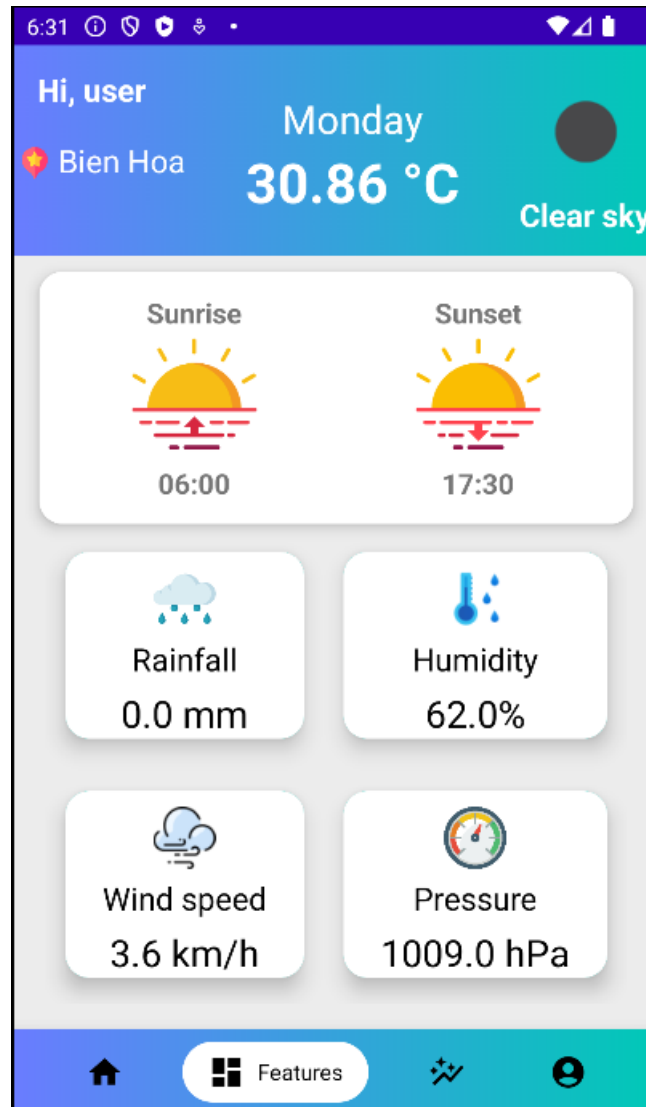 6:31
Hi, user
Bien Hoa
Monday
30.86 °C
Clear sky
Sunrise
Sunset
06:00
17:30
Rainfall
0.0 mm
Humidity
62.0%
Wind speed
3.6 km/h
Pressure
1009.0 hPa
Features